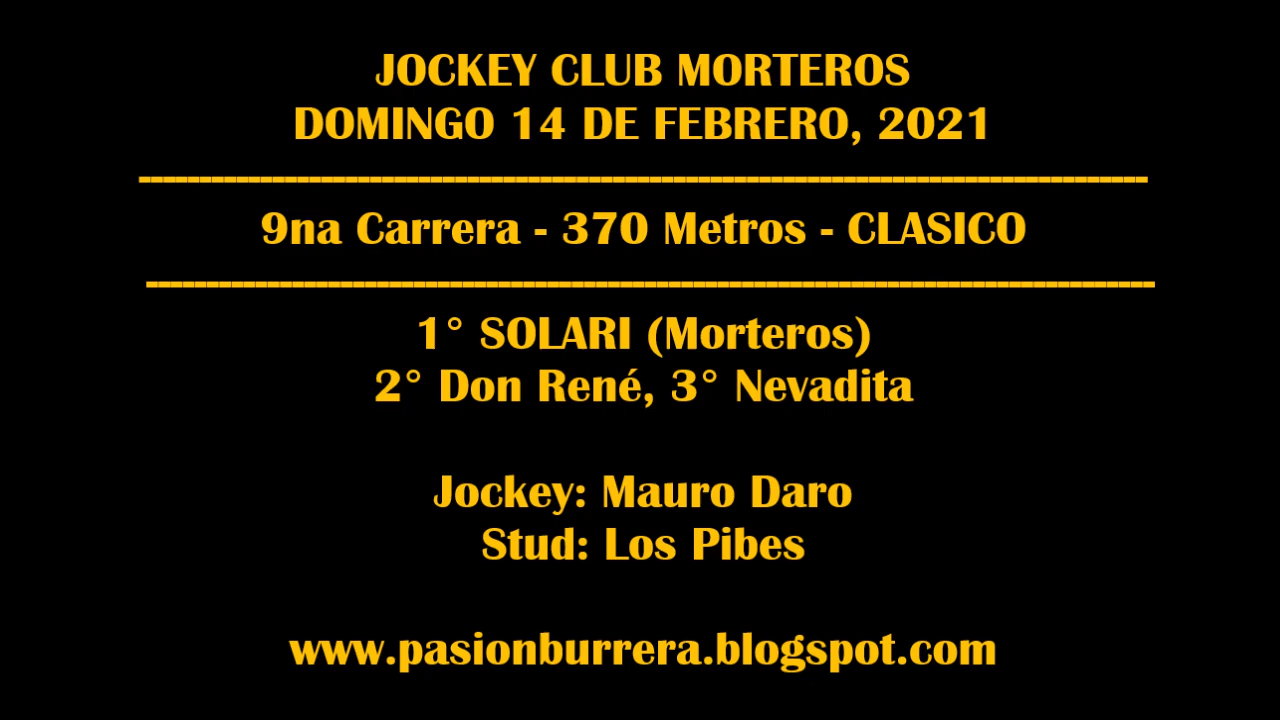 JOCKEY CLUB MORTEROS
DOMINGO 14 DE FEBRERO, 2021
9na Carrera - 370 Metros - CLASICO
1° SOLARI (Morteros)
2° Don René, 3° Nevadita
Jockey: Mauro Daro
Stud: Los Pibes
www.pasionburrera.blogspot.com